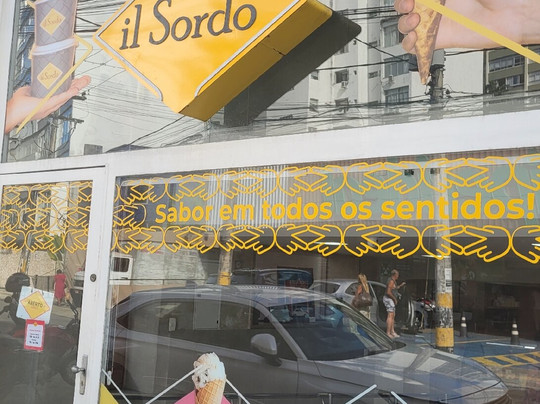 il Sordo
Sabor em todos os sentidos!